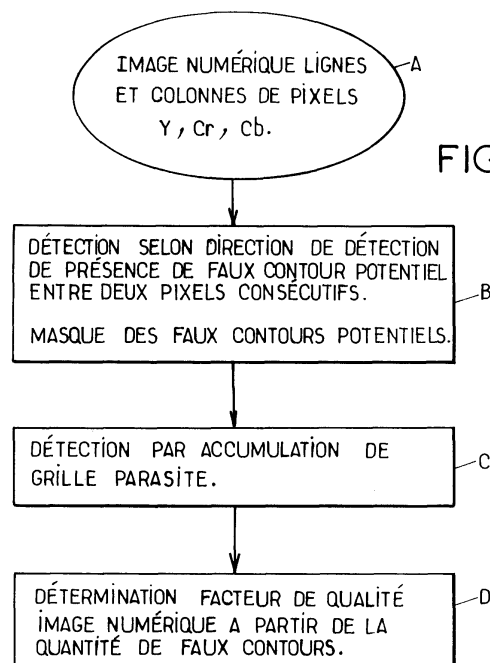 IMAGE NUMÉRIQUE LIGNES
ET COLONNES DE PIXELS
Y, Cr, Cb.
A
FIG
DÉTECTION SELON DIRECTION DE DÉTECTION
DE PRÉSENCE DE FAUX CONTOUR POTENTIEL
ENTRE DEUX PIXELS CONSÉCUTIFS.
MASQUE DES FAUX CONTOURS POTENTIELS.
B
DÉTECTION PAR ACCUMULATION DE
GRILLE PARASITE.
C
DÉTERMINATION FACTEUR DE QUALITÉ
IMAGE NUMÉRIQUE A PARTIR DE LA
QUANTITÉ DE FAUX CONTOURS.
D